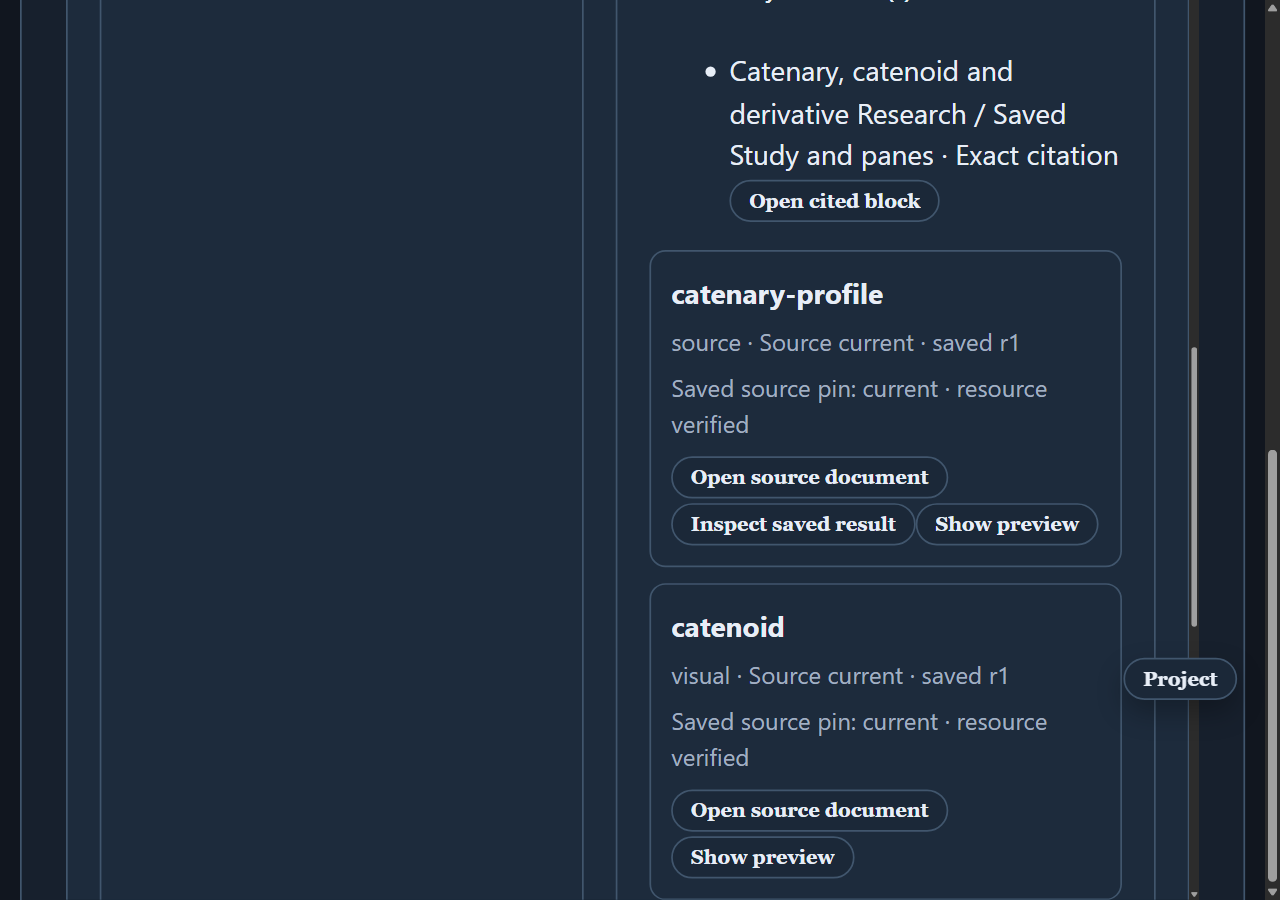 Catenary, catenoid and
derivative Research / Saved
Study and panes · Exact citation
Open cited block
catenary-profile
source · Source current · saved r1
Saved source pin: current · resource
verified
Open source document
Inspect saved result
Show preview
catenoid
visual · Source current · saved r1
Project
Saved source pin: current · resource
verified
Open source document
Show preview